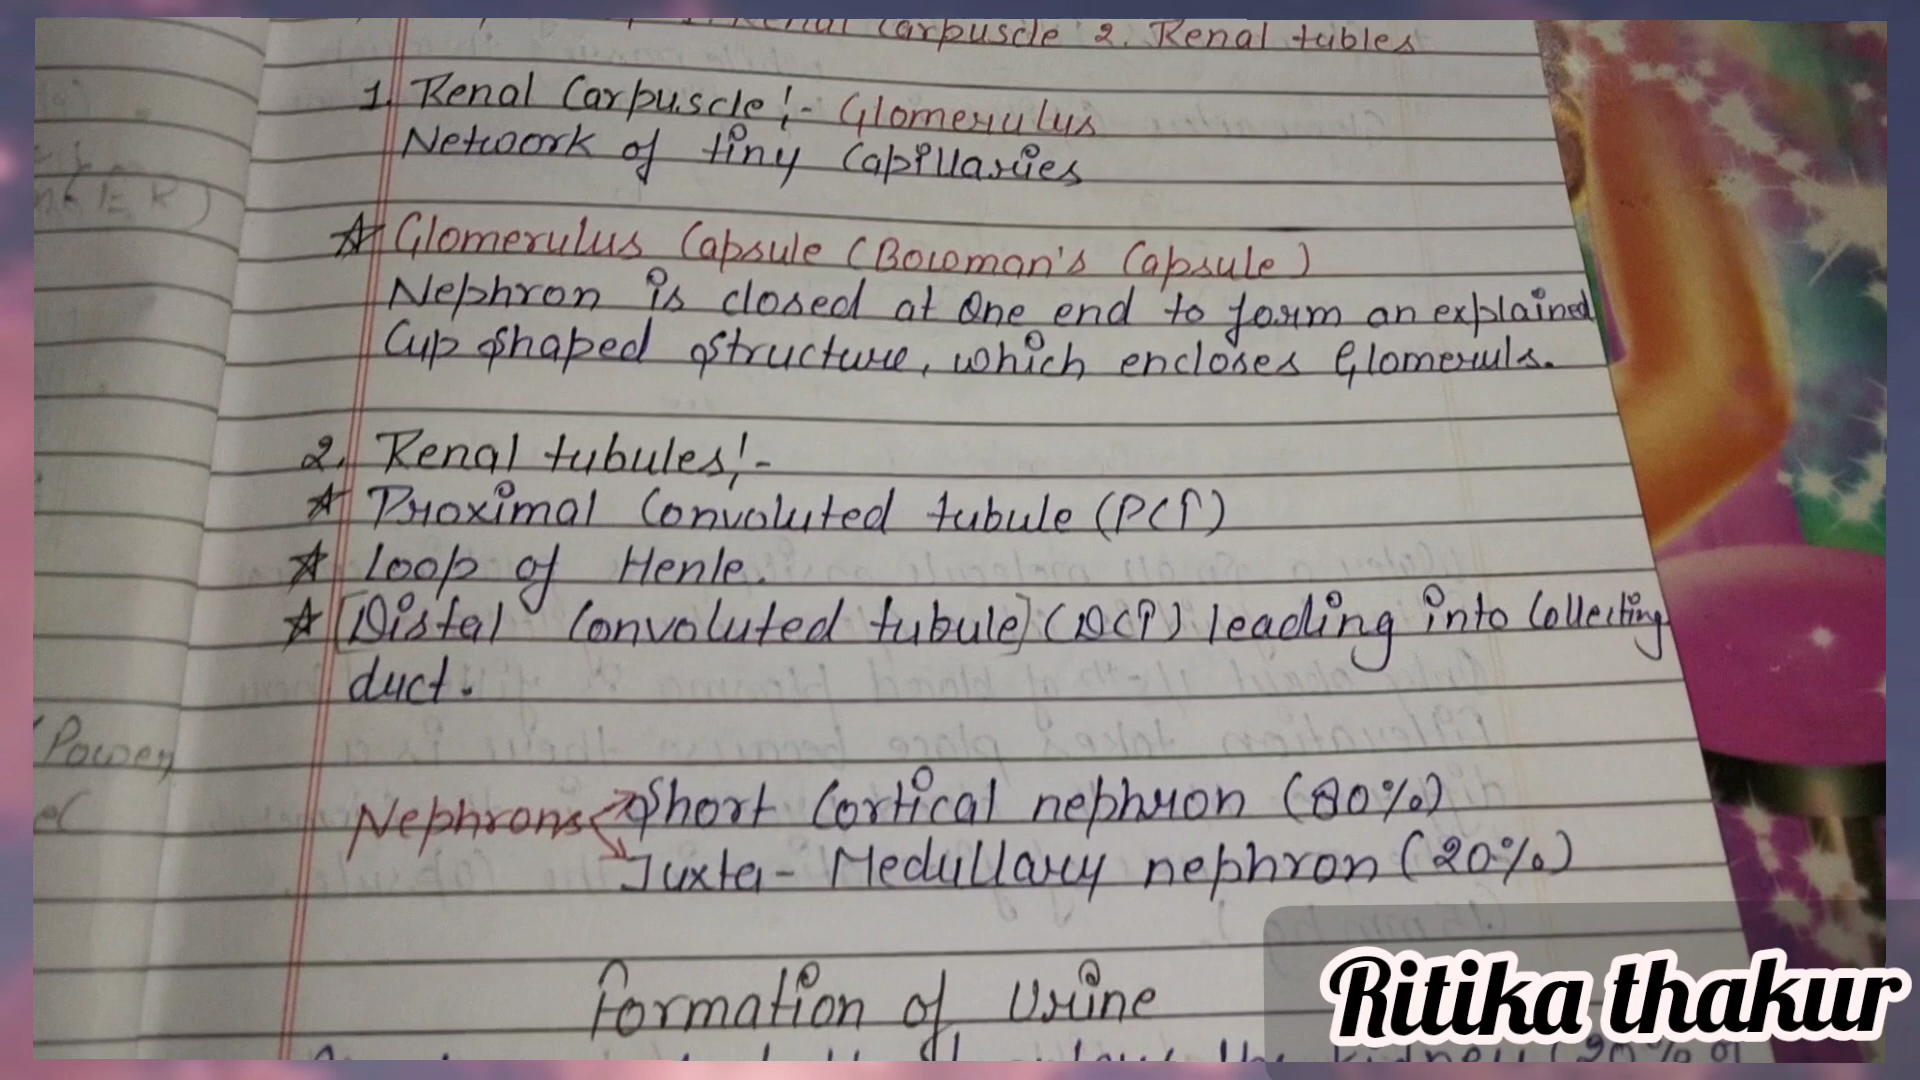 Renal Carpuscle 2. Renal tubles
1. Renal Carpuscle:- Glomerulus
Network of tiny Capillaries
☆ Glomerulus Capsule (Bowman's Capsule)
Nephron is closed at One end to form an explained
Cup shaped structure, which encloses Glomeruls.
2. Renal tubules:-
☆ Proximal Convoluted tubule (PCT)
☆ Loop of Henle.
☆ [Distal Convoluted tubule] (DCT) leading into Collecting
duct.
Power
Nephrons Short Cortical nephron (80%)
Juxta-Medullary nephron (20%)
Formation of Urine
Ritika thakur